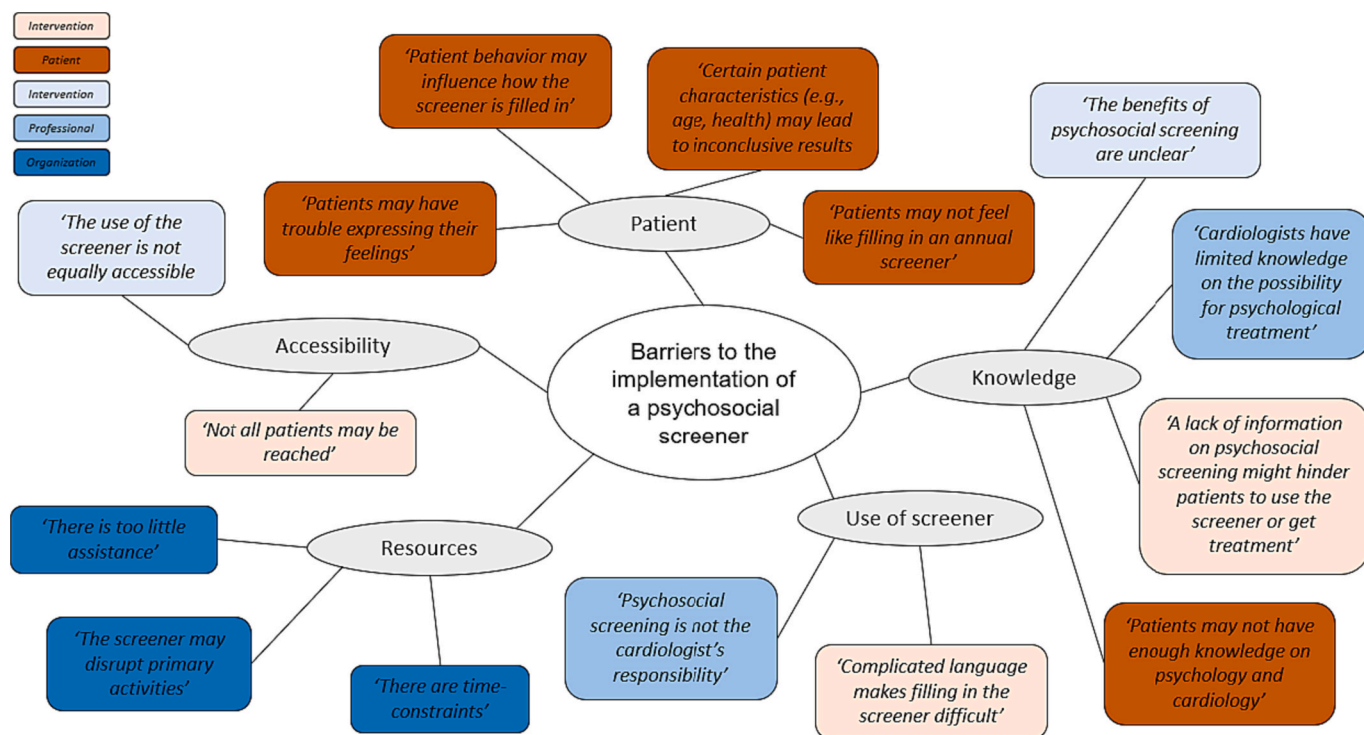 Intervention
Patient
Intervention
Professional
Organization
‘Patient behavior may
influence how the
screener is filled in’
‘Certain patient
characteristics (e.g.,
age, health) may lead
to inconclusive results
‘The benefits of
psychosocial screening
are unclear’
‘Patients may have
trouble expressing their
feelings’
Patient
‘Patients may not feel
like filling in an annual
screener’
‘The use of the
screener is not
equally accessible
‘Cardiologists have
limited knowledge
on the possibility
for psychological
treatment’
Accessibility
Barriers to the
implementation of
a psychosocial
screener
Knowledge
‘Not all patients may be
reached’
‘A lack of information
on psychosocial
screening might hinder
patients to use the
screener or get
treatment’
‘There is too little
assistance’
Resources
Use of screener
‘Psychosocial
screening is not the
cardiologist’s
responsibility’
‘The screener may
disrupt primary
activities’
‘There are time-
constraints’
‘Complicated language
makes filling in the
screener difficult’
‘Patients may not have
enough knowledge on
psychology and
cardiology’